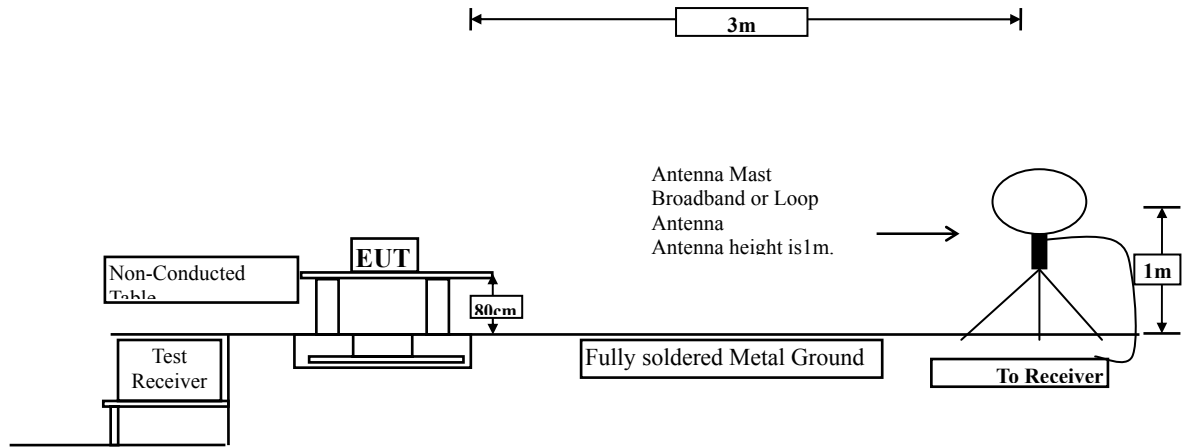 3m
Antenna Mast
Broadband or Loop
Antenna
Antenna height is1m.
EUT
Non-Conducted
Table
80cm
1m
Test
Receiver
Fully soldered Metal Ground
To Receiver